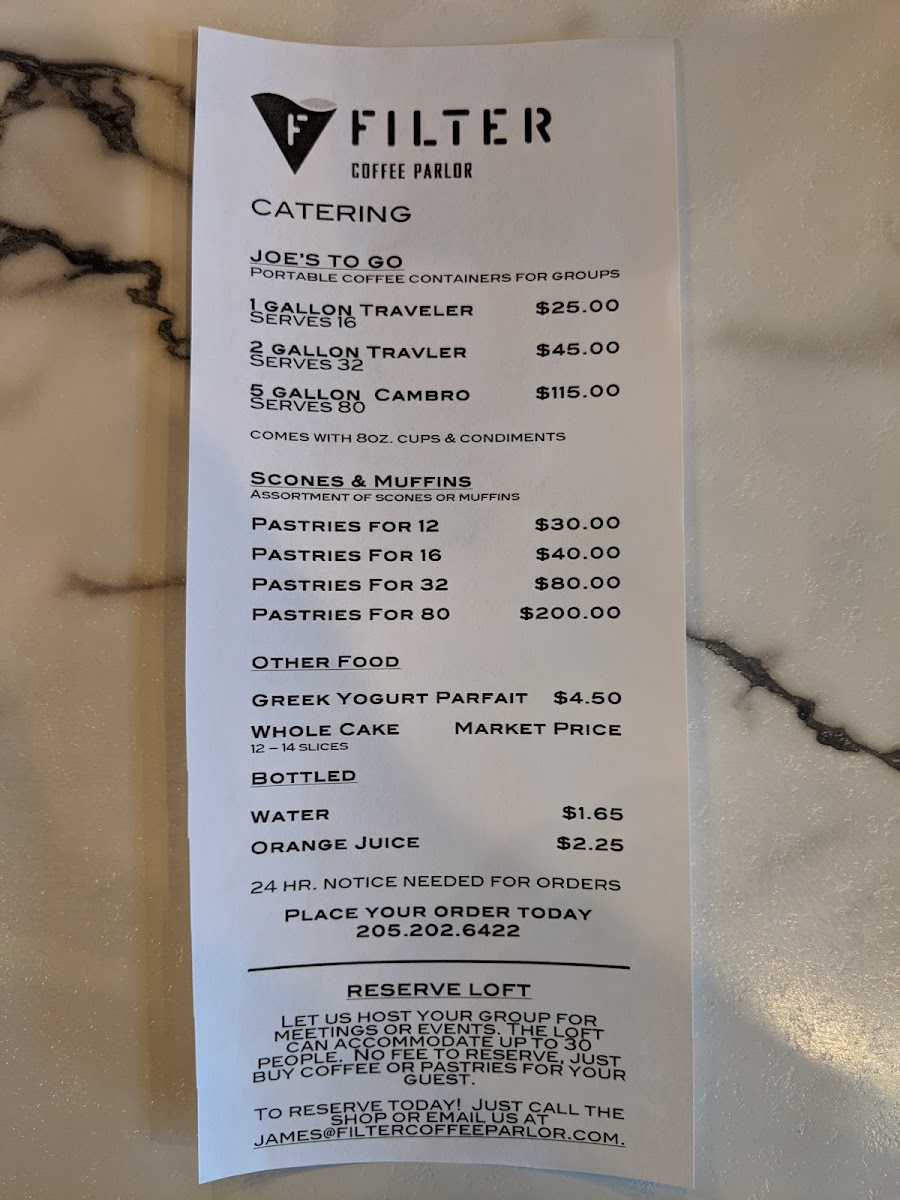 F FILTER
COFFEE PARLOR
CATERING
JOE'S TO GO
PORTABLE COFFEE CONTAINERS FOR GROUPS
1 GALLON TRAVELER $25.00
SERVES 16
2 GALLON TRAVLER $45.00
SERVES 32
5 GALLON CAMBRO $115.00
SERVES 80
COMES WITH 8OZ. CUPS & CONDIMENTS
SCONES & MUFFINS
ASSORTMENT OF SCONES OR MUFFINS
PASTRIES FOR 12 $30.00
PASTRIES FOR 16 $40.00
PASTRIES FOR 32 $80.00
PASTRIES FOR 80 $200.00
OTHER FOOD
GREEK YOGURT PARFAIT $4.50
WHOLE CAKE MARKET PRICE
12 – 14 SLICES
BOTTLED
WATER $1.65
ORANGE JUICE $2.25
24 HR. NOTICE NEEDED FOR ORDERS
PLACE YOUR ORDER TODAY
205.202.6422
RESERVE LOFT
LET US HOST YOUR GROUP FOR
MEETINGS OR EVENTS. THE LOFT
CAN ACCOMMODATE UP TO 30
PEOPLE. NO FEE TO RESERVE, JUST
BUY COFFEE OR PASTRIES FOR YOUR
GUEST.
TO RESERVE TODAY! JUST CALL THE
SHOP OR EMAIL US AT
JAMES@FILTERCOFFEEPARLOR.COM.